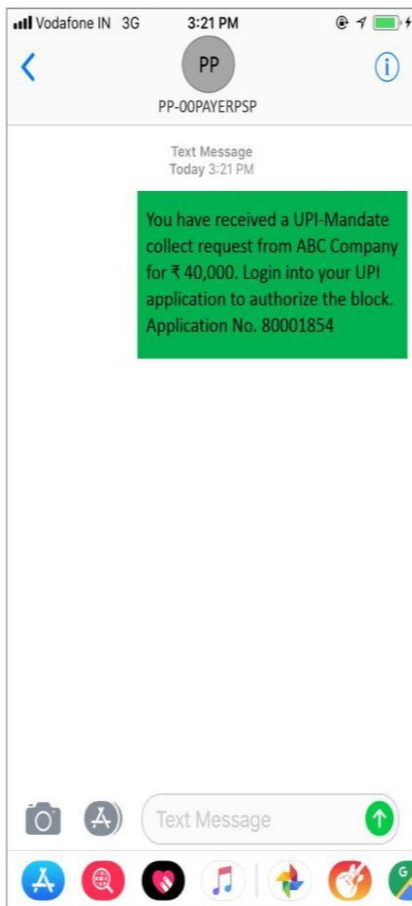 Vodafone IN 3G 3:21 PM
PP
PP-OOPAYERPSP
Text Message
Today 3:21 PM
You have received a UPI-Mandate
collect request from ABC Company
for ₹ 40,000. Login into your UPI
application to authorize the block.
Application No. 80001854
Text Message
G